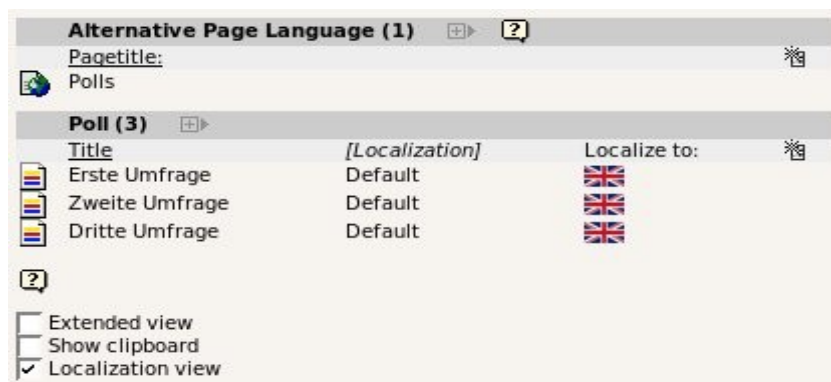 Alternative Page Language (1)
Pagetitle:
Polls
Poll (3)
Title [Localization] Localize to:
Erste Umfrage Default
Zweite Umfrage Default
Dritte Umfrage Default
Extended view
Show clipboard
Localization view